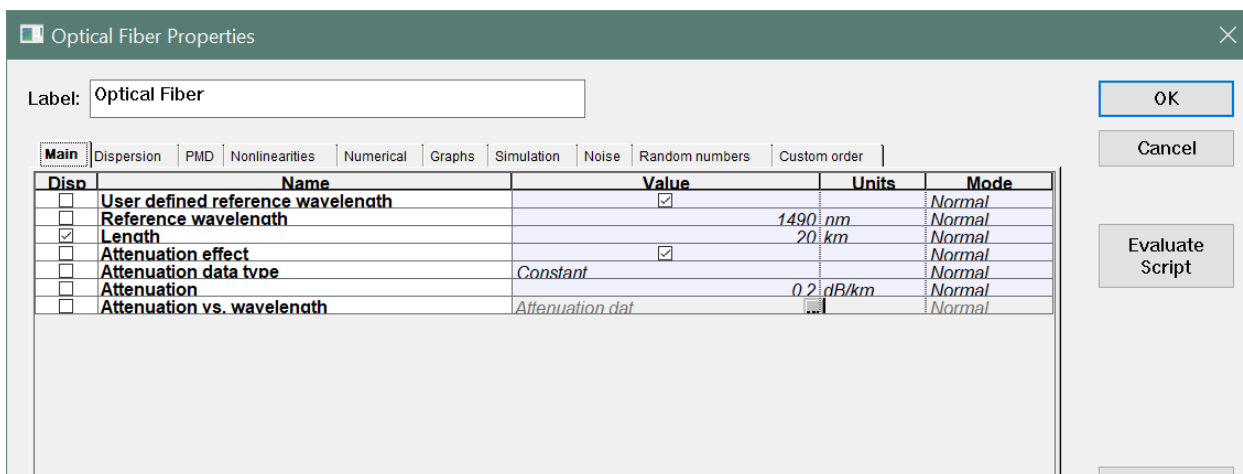 Optical Fiber Properties
Label: Optical Fiber
OK
Cancel
Main Dispersion PMD Nonlinearities Numerical Graphs Simulation Noise Random numbers Custom order
Disp Name Value Units Mode
User defined reference wavelength Normal
Reference wavelength 1490 nm Normal
Length 20 km Normal
Attenuation effect Normal
Attenuation data type Constant Normal
Attenuation 0.2 dB/km Normal
Attenuation vs. wavelength Attenuation dat ... Normal
Evaluate
Script